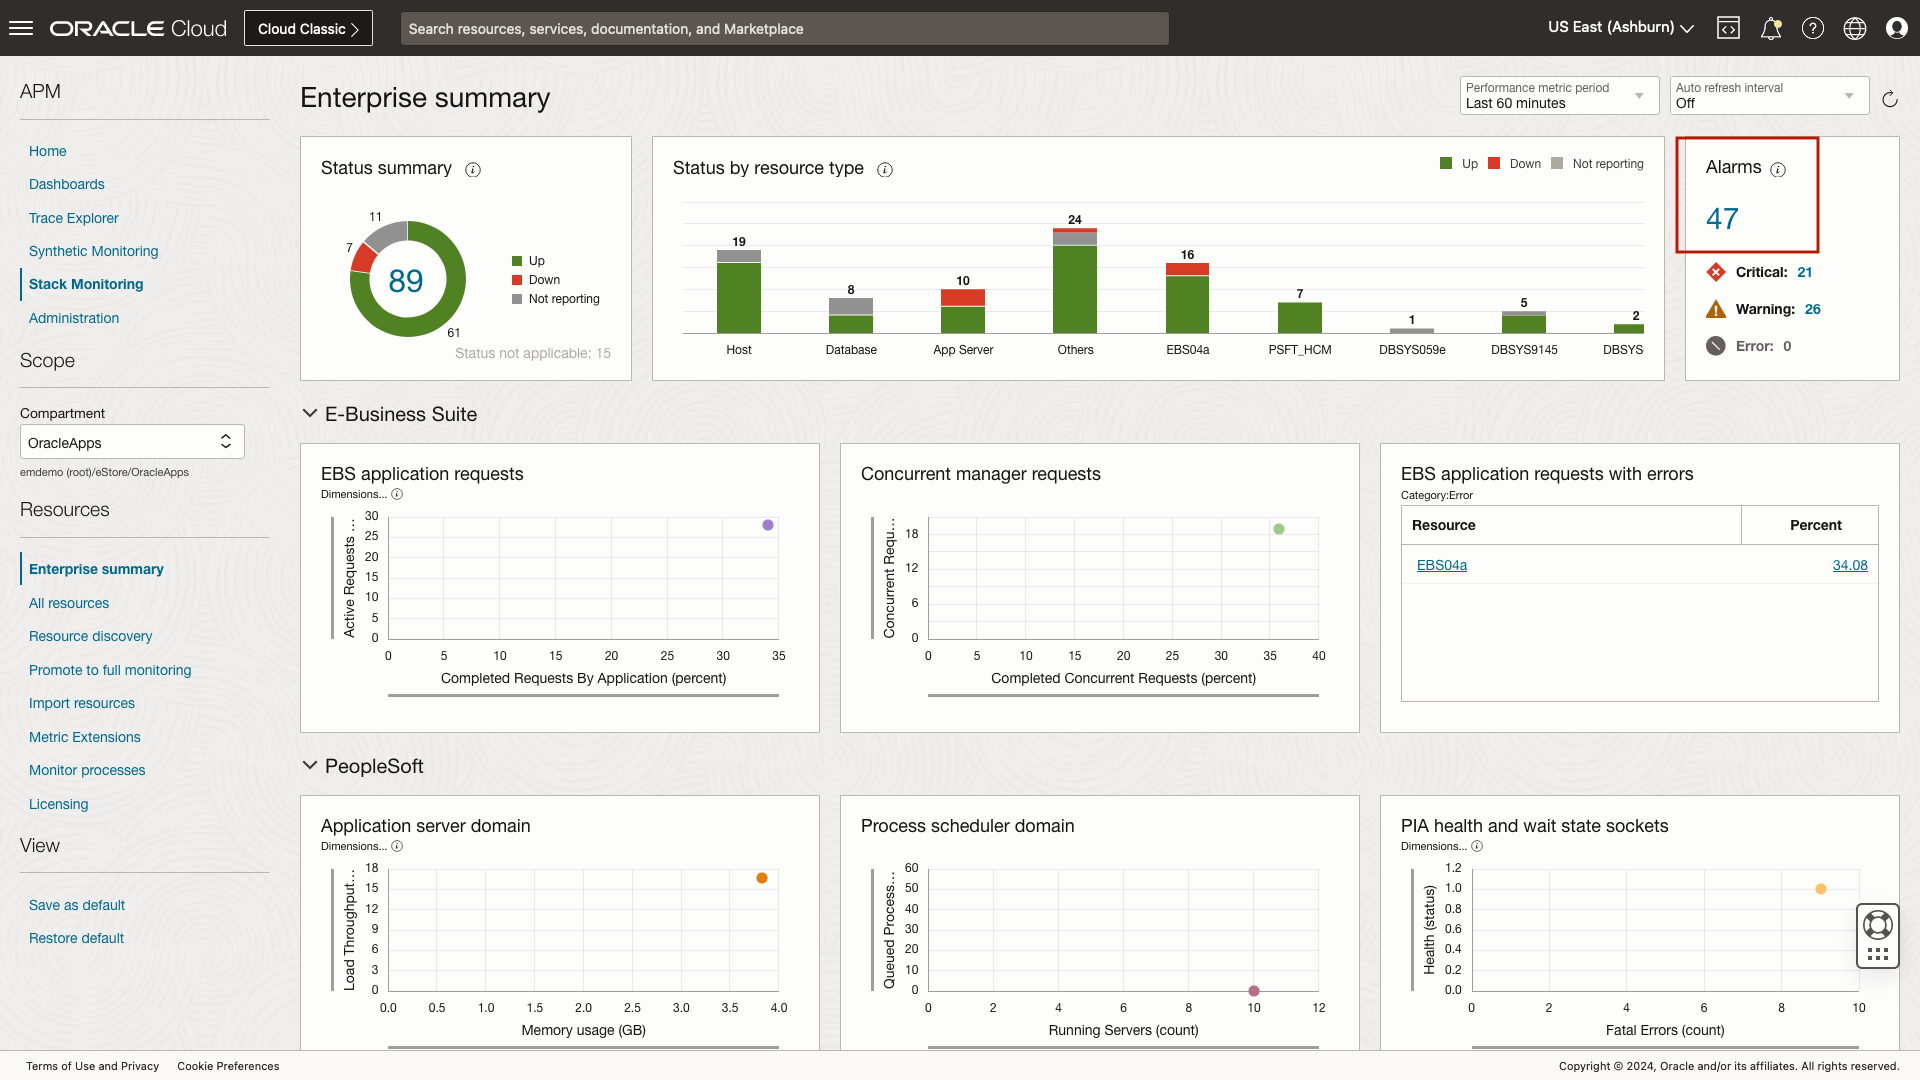 ORACLE Cloud
Cloud Classic
Search resources, services, documentation, and Marketplace
US East (Ashburn)
APM
Home
Dashboards
Trace Explorer
Synthetic Monitoring
Stack Monitoring
Administration
Scope
Compartment
OracleApps
emdemo (root)/eStore/OracleApps
Resources
Enterprise summary
All resources
Resource discovery
Promote to full monitoring
Import resources
Metric Extensions
Monitor processes
Licensing
View
Save as default
Restore default
Enterprise summary
Performance metric period
Last 60 minutes
Auto refresh interval
Off
Status summary
11
7
89
61
Up
Down
Not reporting
Status not applicable: 15
Status by resource type
Up Down Not reporting
19 8 10 24 16 7 1 5 2
Host Database App Server Others EBS04a PSFT_HCM DBSYS059e DBSYS9145 DBSYS
Alarms
47
Critical: 21
Warning: 26
Error: 0
E-Business Suite
EBS application requests
Dimensions...
Active Requests ...
30
25
20
15
10
5
0
0 5 10 15 20 25 30 35
Completed Requests By Application (percent)
Concurrent manager requests
Concurrent Requ...
18
12
6
0
0 5 10 15 20 25 30 35 40
Completed Concurrent Requests (percent)
EBS application requests with errors
Category:Error
Resource Percent
EBS04a 34.08
PeopleSoft
Application server domain
Dimensions...
Load Throughput...
18
15
12
9
6
3
0
0.0 0.5 1.0 1.5 2.0 2.5 3.0 3.5 4.0
Memory usage (GB)
Process scheduler domain
Queued Process...
60
50
40
30
20
10
0
0 2 4 6 8 10 12
Running Servers (count)
PIA health and wait state sockets
Dimensions...
Health (status)
1.2
1.0
0.8
0.6
0.4
0.2
0.0
0 2 4 6 8 10
Fatal Errors (count)
Terms of Use and Privacy Cookie Preferences
Copyright © 2024, Oracle and/or its affiliates. All rights reserved.